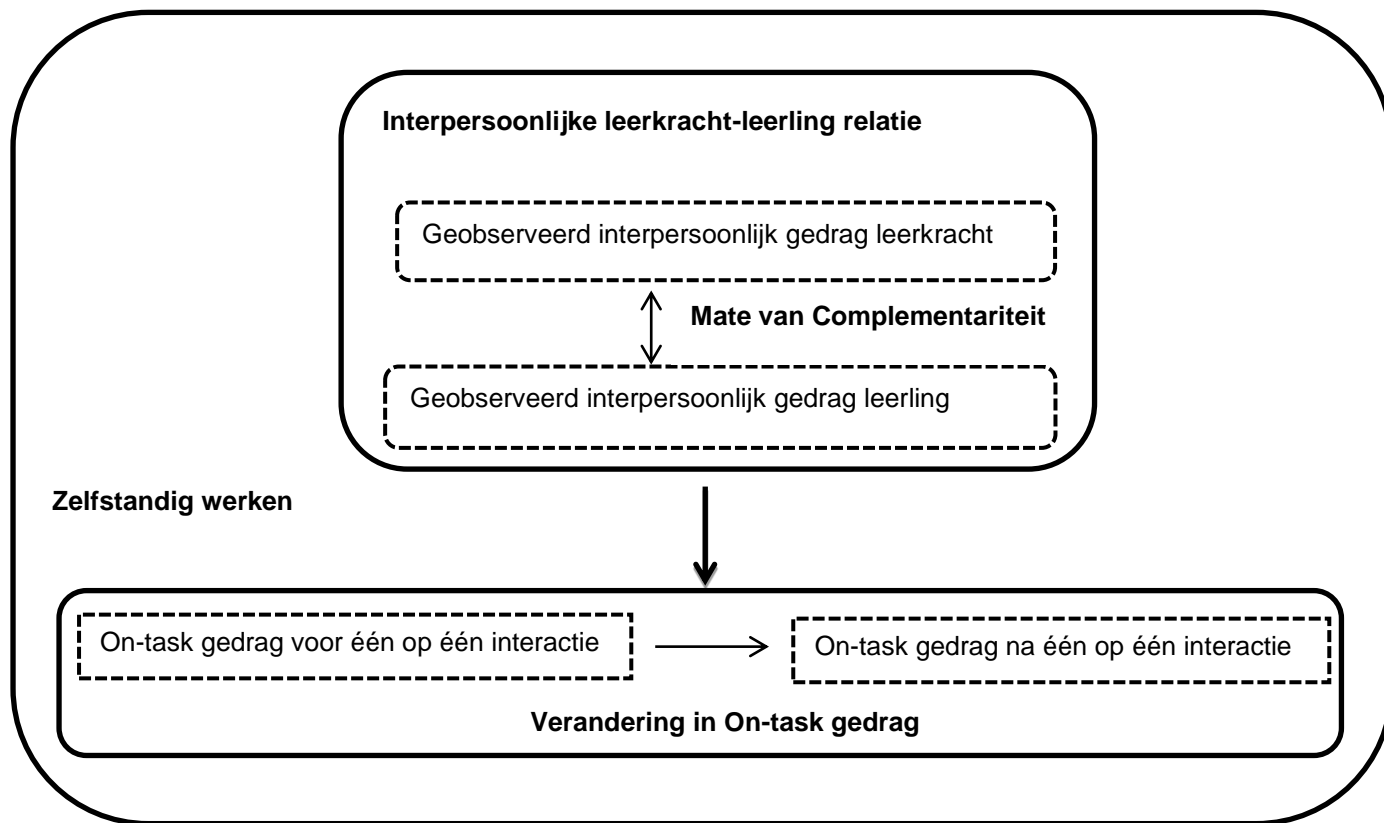 Interpersoonlijke leerkracht-leerling relatie
Geobserveerd interpersoonlijk gedrag leerkracht
Mate van Complementariteit
Geobserveerd interpersoonlijk gedrag leerling
Zelfstandig werken
On-task gedrag voor één op één interactie
On-task gedrag na één op één interactie
Verandering in On-task gedrag